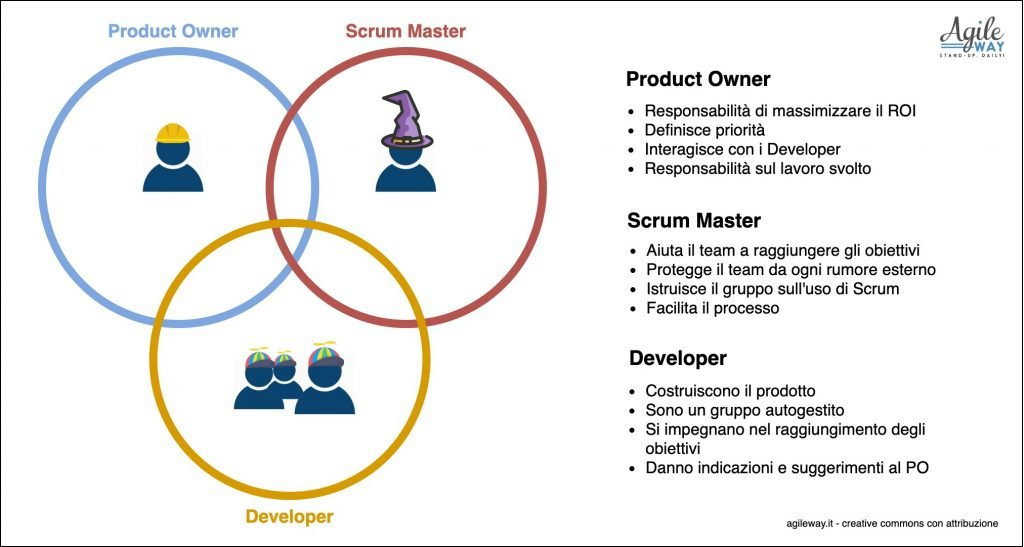 Product Owner
Scrum Master
Agile
WAY
STAND-UP, DAILY!
Product Owner
• Responsabilità di massimizzare il ROI
• Definisce priorità
• Interagisce con i Developer
• Responsabilità sul lavoro svolto
Scrum Master
• Aiuta il team a raggiungere gli obiettivi
• Protegge il team da ogni rumore esterno
• Istruisce il gruppo sull'uso di Scrum
• Facilita il processo
Developer
• Costruiscono il prodotto
• Sono un gruppo autogestito
• Si impegnano nel raggiungimento degli
obiettivi
• Danno indicazioni e suggerimenti al PO
Developer
agileway.it - creative commons con attribuzione